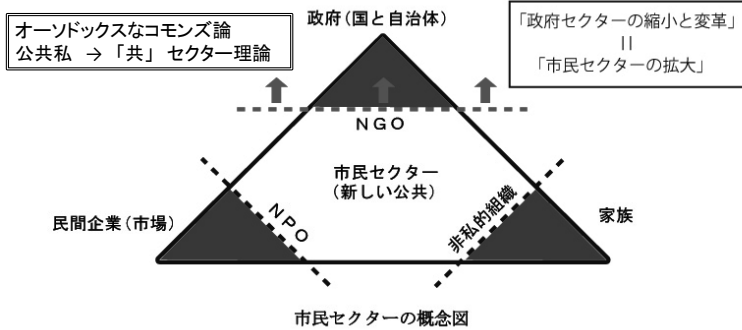 オーソドックスなコモンズ論
公共私 → 「共」 セクター理論
政府(国と自治体)
「政府セクターの縮小と変革」
||
「市民セクターの拡大」
NGO
市民セクター
(新しい公共)
NPO
非私的組織
民間企業(市場)
家族
市民セクターの概念図